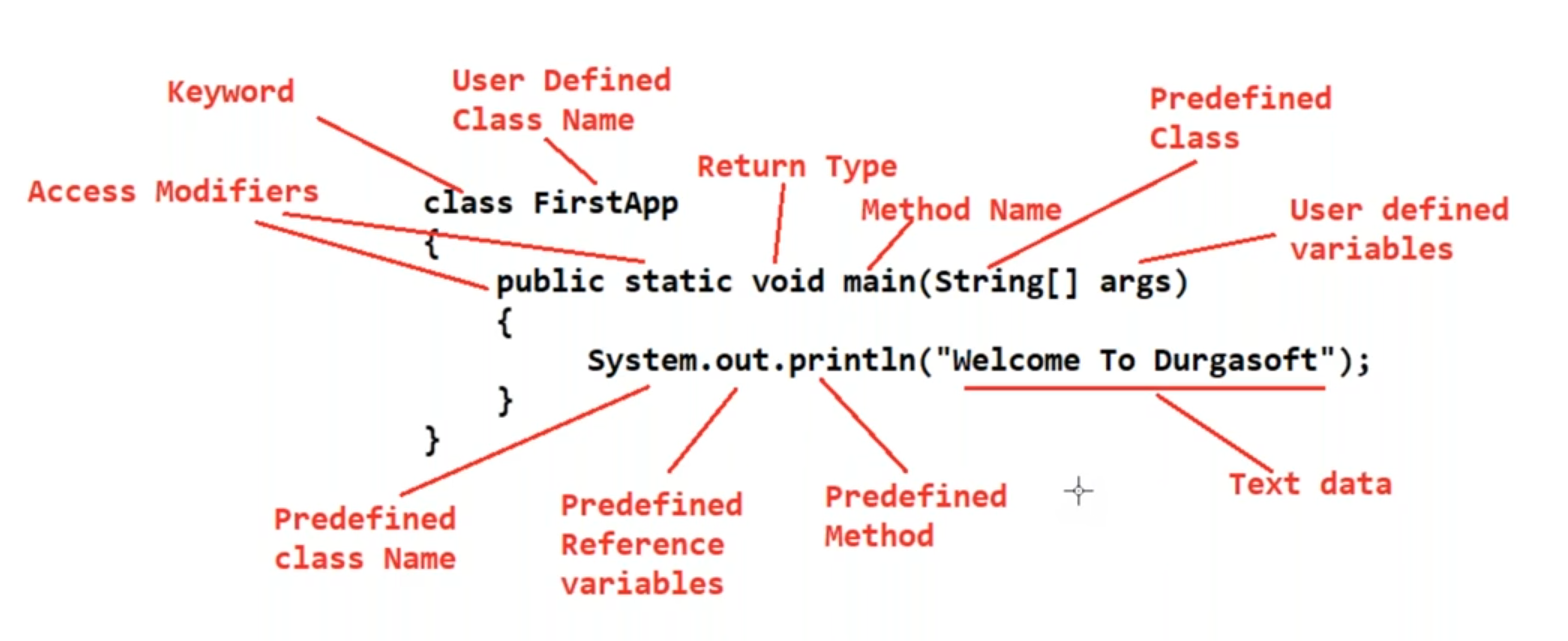 Keyword
User Defined
Class Name
Predefined
Class
Return Type
Access Modifiers
Method Name
User defined
variables
class FirstApp
{
public static void main(String[] args)
{
System.out.println("Welcome To Durgasoft");
}
}
Predefined
class Name
Predefined
Reference
variables
Predefined
Method
Text data